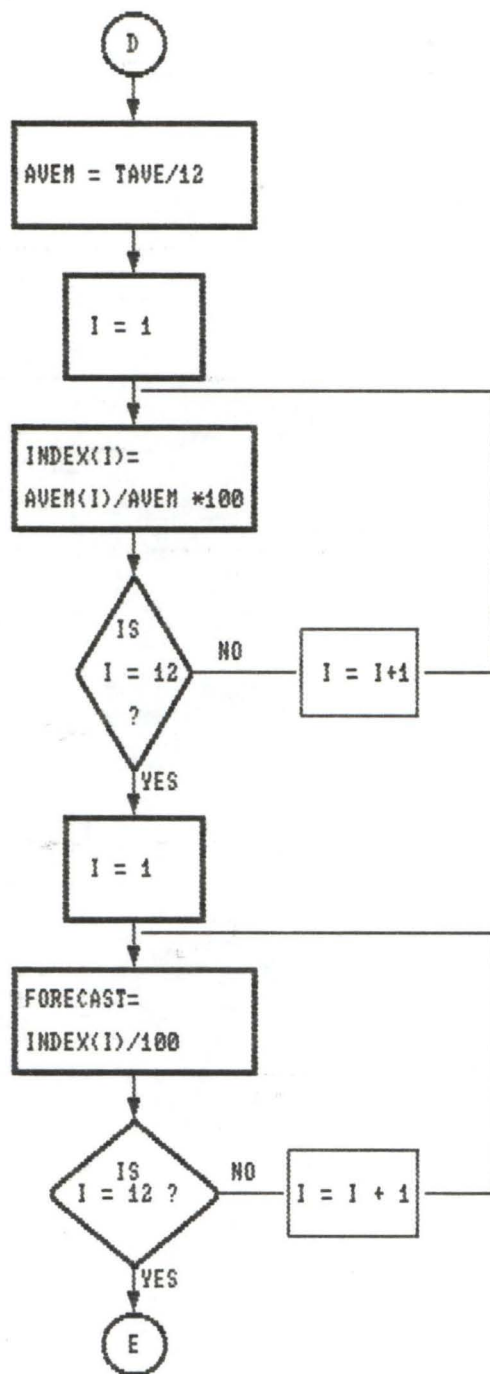 D
AVEM = TAVE/12
I = 1
INDEX(I)=
AVEM(I)/AVEM *100
IS
I = 12
?
NO
I = I+1
YES
I = 1
FORECAST=
INDEX(I)/100
IS
I = 12 ?
NO
I = I + 1
YES
E